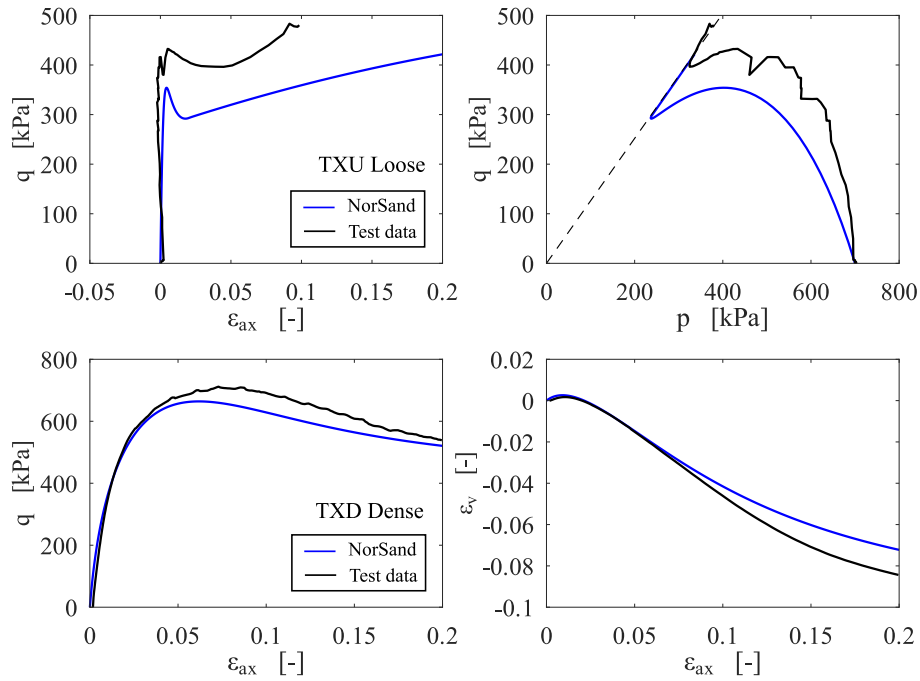 500
400
300
200
100
0
q [kPa]
-0.05 0 0.05 0.1 0.15 0.2
ε_ax [-]
TXU Loose
NorSand
Test data
500
400
300
200
100
0
q [kPa]
0 200 400 600 800
p [kPa]
800
600
400
200
0
q [kPa]
0 0.05 0.1 0.15 0.2
ε_ax [-]
TXD Dense
NorSand
Test data
0.02
0
-0.02
-0.04
-0.06
-0.08
-0.1
ε_v [-]
0 0.05 0.1 0.15 0.2
ε_ax [-]